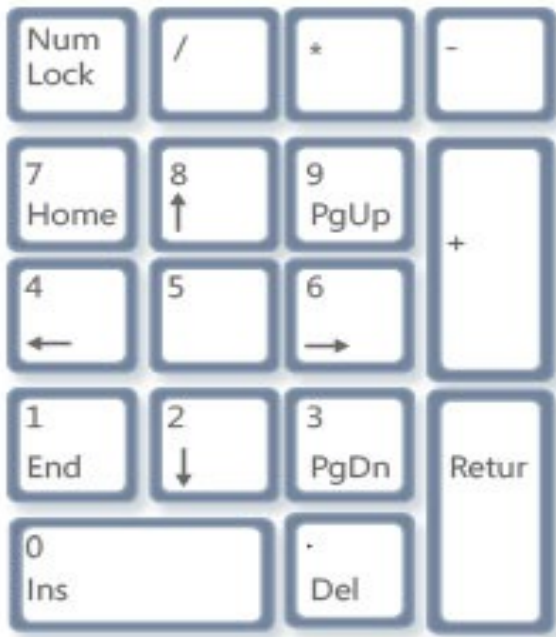 Num
Lock
/
*
-
7
Home
8
↑
9
PgUp
+
4
←
5
6
→
1
End
2
↓
3
PgDn
Retur
0
Ins
.
Del